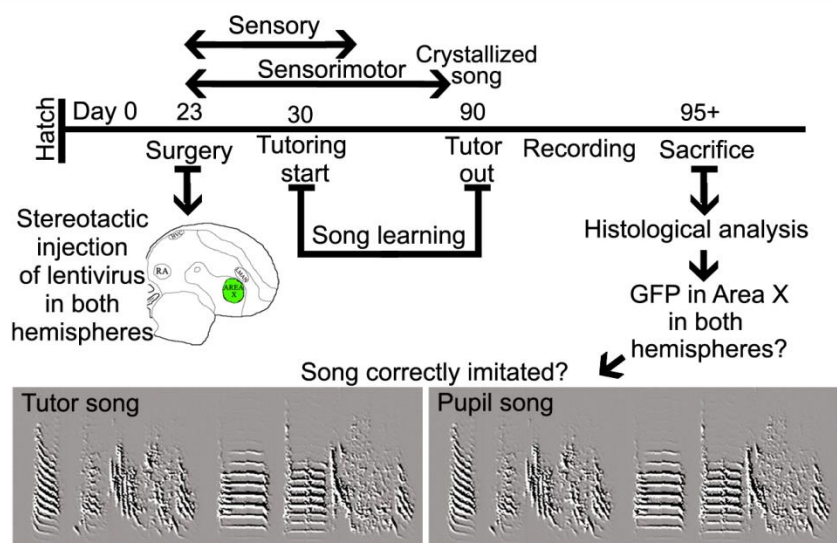 Sensory
Sensorimotor
Crystallized
song
Hatch
Day 0
23
30
90
95+
Surgery
Tutoring
start
Tutor
out
Recording
Sacrifice
Stereotactic
injection
of lentivirus
in both
hemispheres
HVC
RA
LMAN
AREA
X
Song learning
Histological analysis
GFP in Area X
in both
hemispheres?
Song correctly imitated?
Tutor song
Pupil song